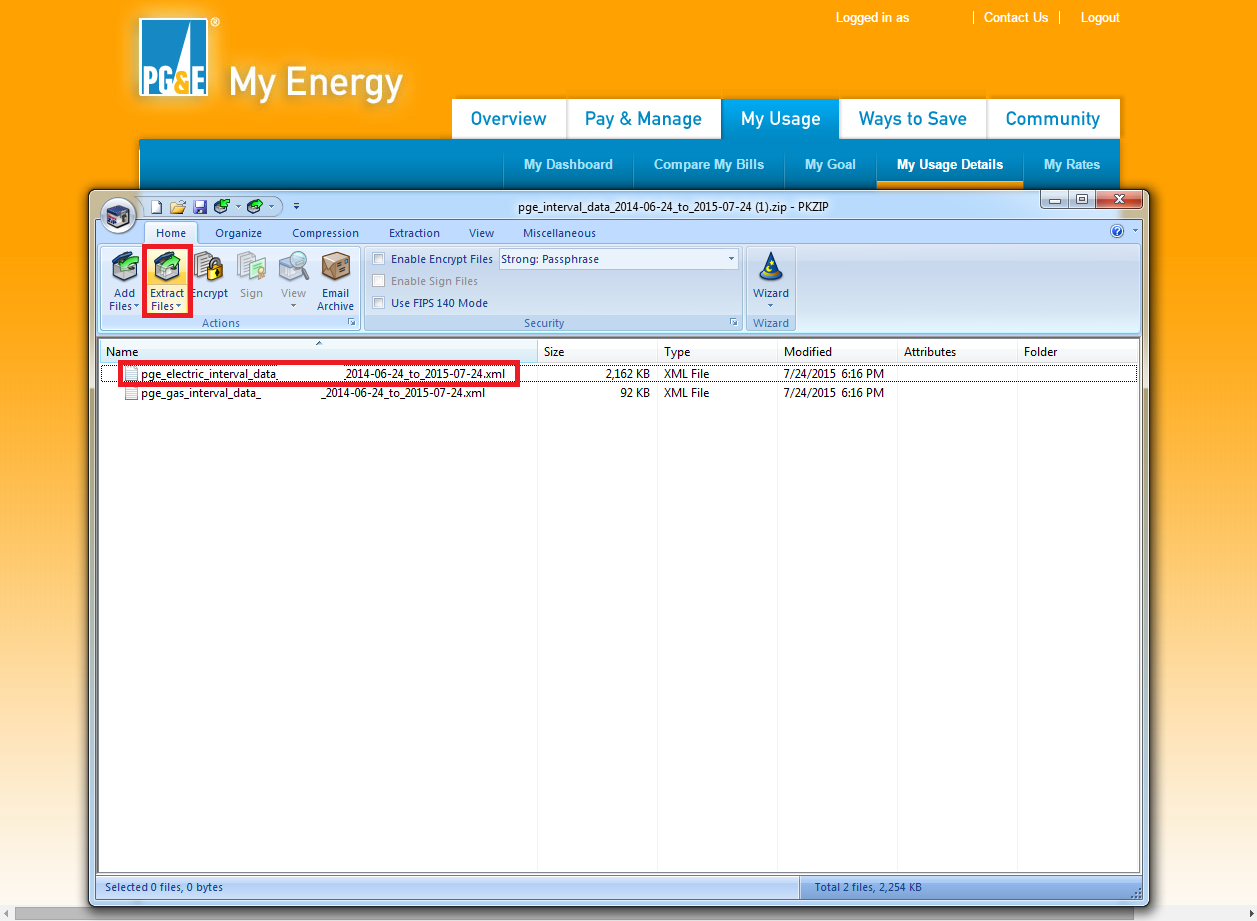 Logged in as | Contact Us | Logout
PG&E ® My Energy
Overview Pay & Manage My Usage Ways to Save Community
My Dashboard Compare My Bills My Goal My Usage Details My Rates
pge_interval_data_2014-06-24_to_2015-07-24 (1).zip - PKZIP
Home Organize Compression Extraction View Miscellaneous
Add Files Extract Files Encrypt Sign View Email Archive
Actions
Enable Encrypt Files Strong: Passphrase
Enable Sign Files
Use FIPS 140 Mode
Security
Wizard
Wizard
Name Size Type Modified Attributes Folder
pge_electric_interval_data_ _2014-06-24_to_2015-07-24.xml 2,162 KB XML File 7/24/2015 6:16 PM
pge_gas_interval_data_ _2014-06-24_to_2015-07-24.xml 92 KB XML File 7/24/2015 6:16 PM
Selected 0 files, 0 bytes Total 2 files, 2,254 KB